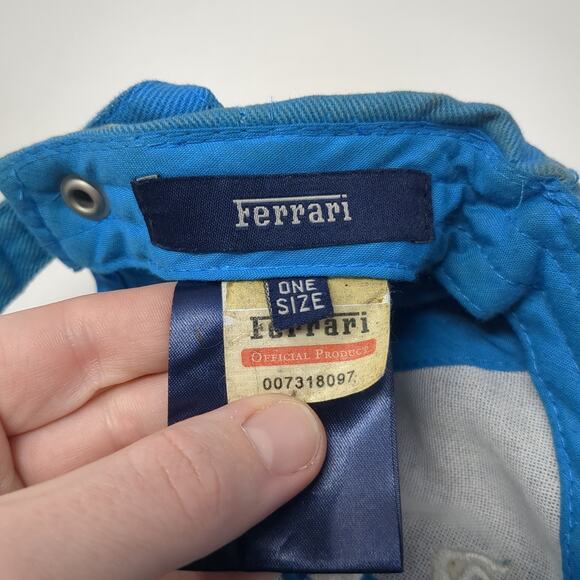 Ferrari
ONE
SIZE
Ferrari
OFFICIAL PRODUCT
007318097